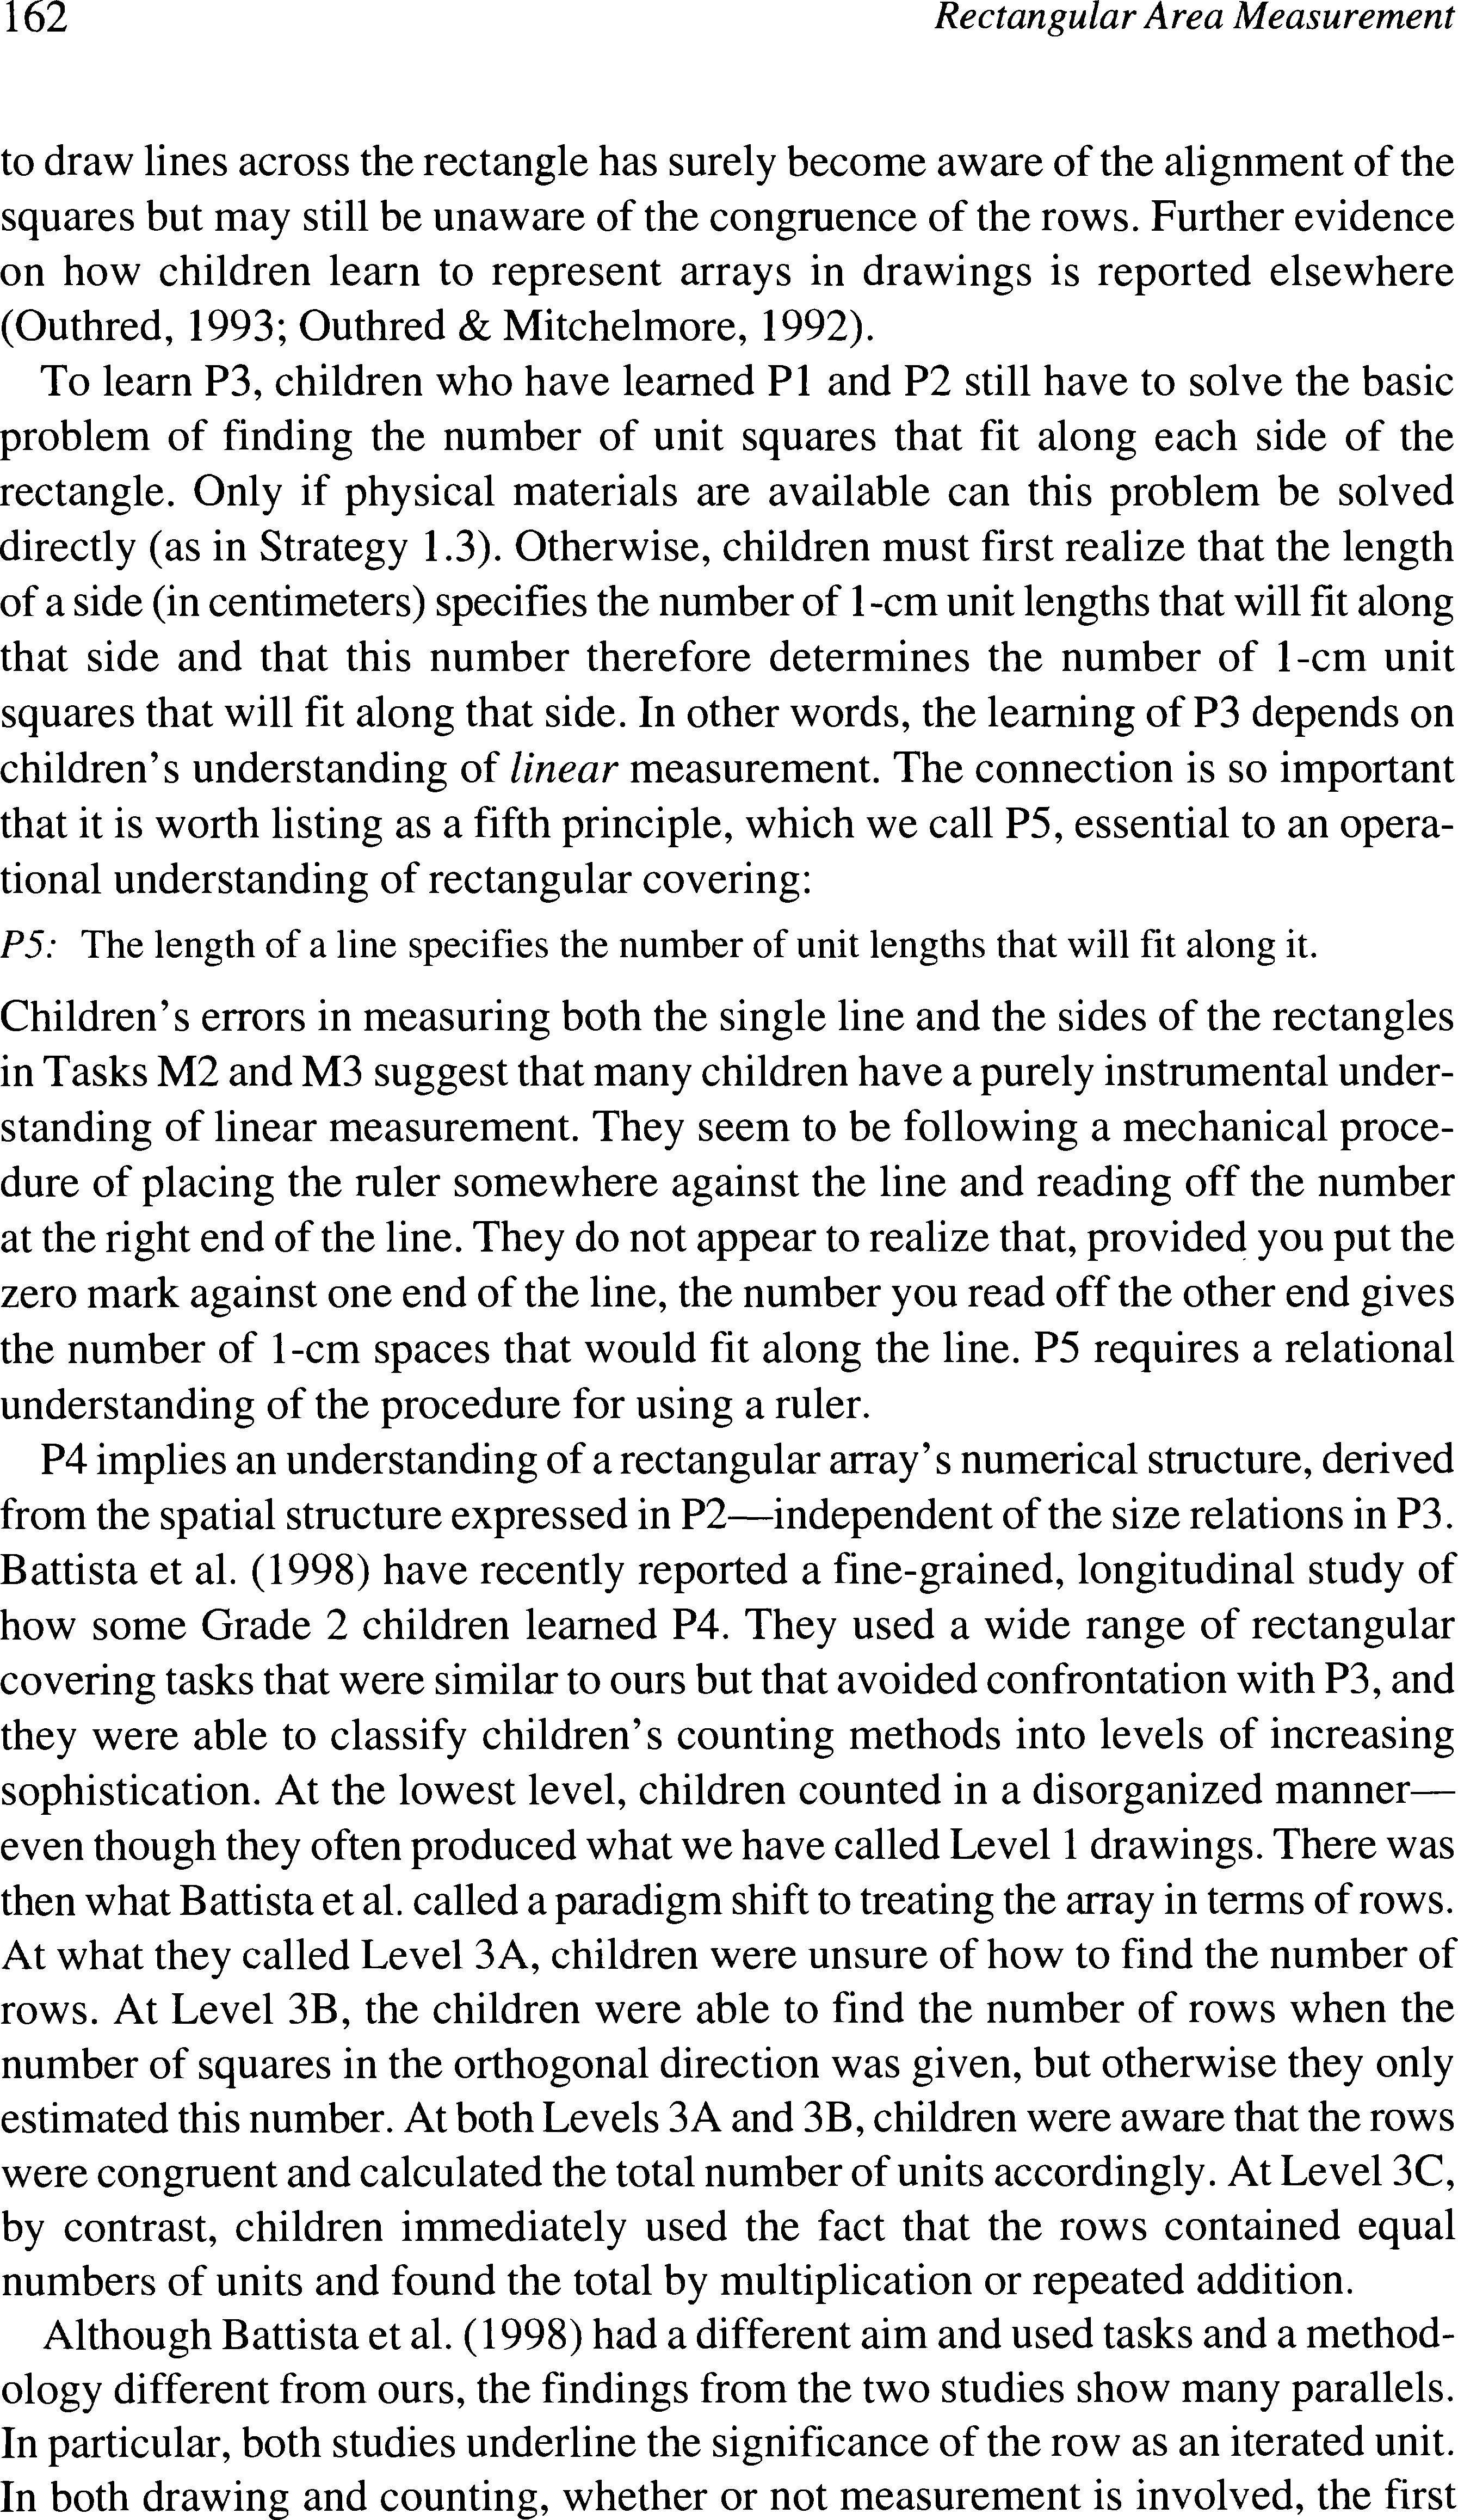 162
Rectangular Area Measurement
to draw lines across the rectangle has surely become aware of the alignment of the
squares but may still be unaware of the congruence of the rows. Further evidence
on how children learn to represent arrays in drawings is reported elsewhere
(Outhred, 1993; Outhred & Mitchelmore, 1992).
To learn P3, children who have learned P1 and P2 still have to solve the basic
problem of finding the number of unit squares that fit along each side of the
rectangle. Only if physical materials are available can this problem be solved
directly (as in Strategy 1.3). Otherwise, children must first realize that the length
of a side (in centimeters) specifies the number of 1-cm unit lengths that will fit along
that side and that this number therefore determines the number of 1-cm unit
squares that will fit along that side. In other words, the learning of P3 depends on
children's understanding of linear measurement. The connection is so important
that it is worth listing as a fifth principle, which we call P5, essential to an opera-
tional understanding of rectangular covering:
P5: The length of a line specifies the number of unit lengths that will fit along it.
Children's errors in measuring both the single line and the sides of the rectangles
in Tasks M2 and M3 suggest that many children have a purely instrumental under-
standing of linear measurement. They seem to be following a mechanical proce-
dure of placing the ruler somewhere against the line and reading off the number
at the right end of the line. They do not appear to realize that, provided you put the
zero mark against one end of the line, the number you read off the other end gives
the number of 1-cm spaces that would fit along the line. P5 requires a relational
understanding of the procedure for using a ruler.
P4 implies an understanding of a rectangular array's numerical structure, derived
from the spatial structure expressed in P2—independent of the size relations in P3.
Battista et al. (1998) have recently reported a fine-grained, longitudinal study of
how some Grade 2 children learned P4. They used a wide range of rectangular
covering tasks that were similar to ours but that avoided confrontation with P3, and
they were able to classify children's counting methods into levels of increasing
sophistication. At the lowest level, children counted in a disorganized manner—
even though they often produced what we have called Level 1 drawings. There was
then what Battista et al. called a paradigm shift to treating the array in terms of rows.
At what they called Level 3A, children were unsure of how to find the number of
rows. At Level 3B, the children were able to find the number of rows when the
number of squares in the orthogonal direction was given, but otherwise they only
estimated this number. At both Levels 3A and 3B, children were aware that the rows
were congruent and calculated the total number of units accordingly. At Level 3C,
by contrast, children immediately used the fact that the rows contained equal
numbers of units and found the total by multiplication or repeated addition.
Although Battista et al. (1998) had a different aim and used tasks and a method-
ology different from ours, the findings from the two studies show many parallels.
In particular, both studies underline the significance of the row as an iterated unit.
In both drawing and counting, whether or not measurement is involved, the first